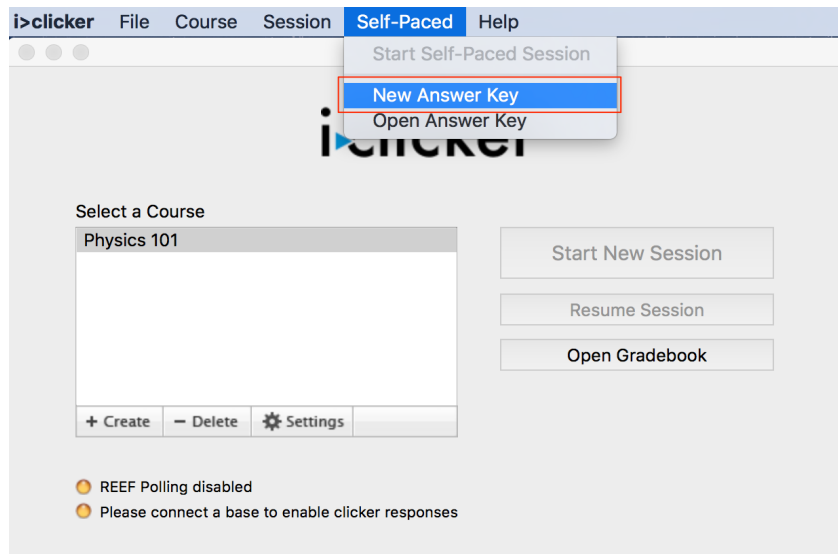 i>clicker File Course Session Self-Paced Help
Start Self-Paced Session
New Answer Key
Open Answer Key
i>clicker
Select a Course
Physics 101
Start New Session
Resume Session
Open Gradebook
+ Create − Delete Settings
REEF Polling disabled
Please connect a base to enable clicker responses